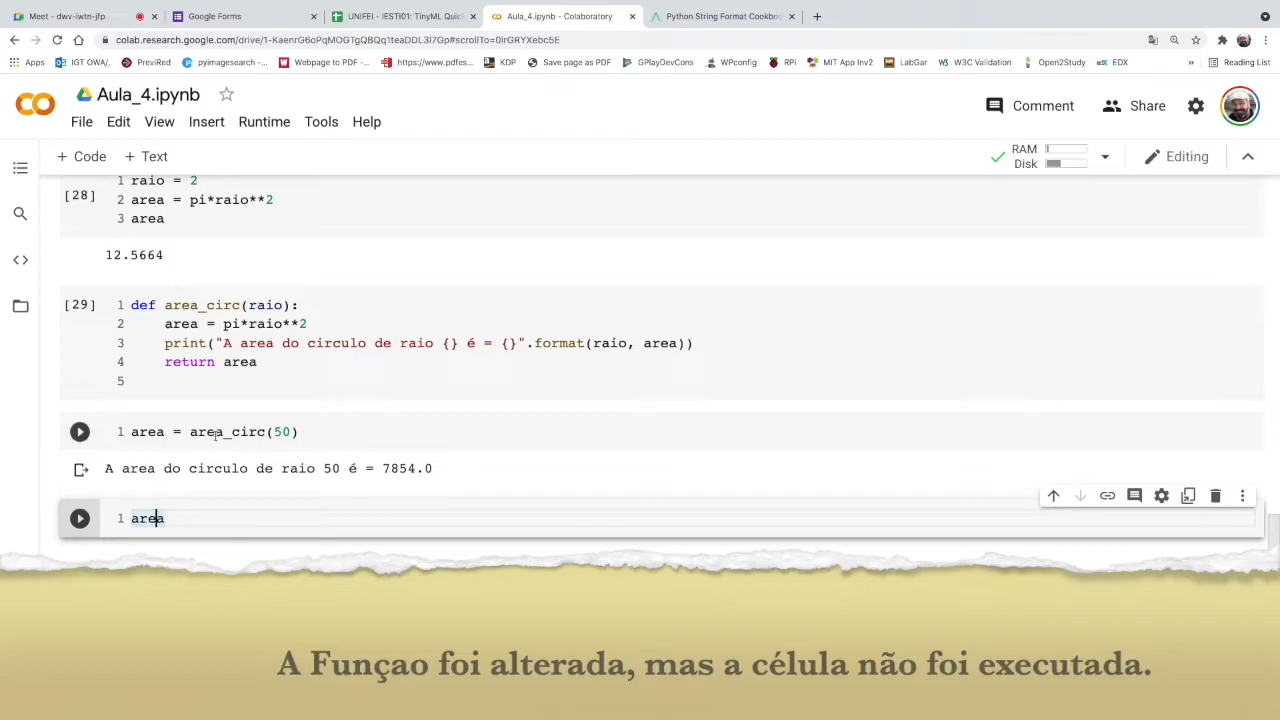 Meet - dwv-iwtn-jfp
Google Forms
UNIFEI - IESTI01: TinyML Quic
Aula_4.ipynb - Colaboratory
Python String Format Cookboo
colab.research.google.com/drive/1-KaenrG6oPqMOGTgQBQq1teaDDL3l7Gp#scrollTo=0irGRYXebc5E
Apps IGT OWA/, PreviRed pyimagesearch -... Webpage to PDF -... https://www.pdfes... KDP Save page as PDF GPlayDevCons WPconfig RPi MIT App Inv2 LabGar W3C Validation Open2Study EDX » Reading List
Aula_4.ipynb
Comment Share
File Edit View Insert Runtime Tools Help
+ Code + Text
RAM
Disk
Editing
1 raio = 2
[28]
2 area = pi*raio**2
3 area
12.5664
[29] 1 def area_circ(raio):
2 area = pi*raio**2
3 print("A area do circulo de raio {} é = {}".format(raio, area))
4 return area
5
1 area = area_circ(50)
A area do circulo de raio 50 é = 7854.0
1 area
A Funçao foi alterada, mas a célula não foi executada.